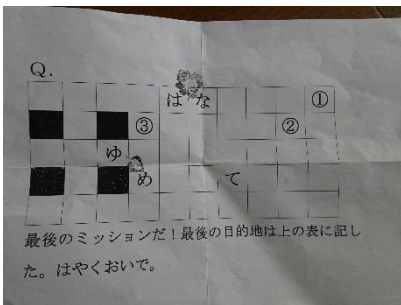 Q.
はな ①
③ ②
ゆ
め て
最後のミッションだ!最後の目的地は上の表に記し
た。はやくおいで。